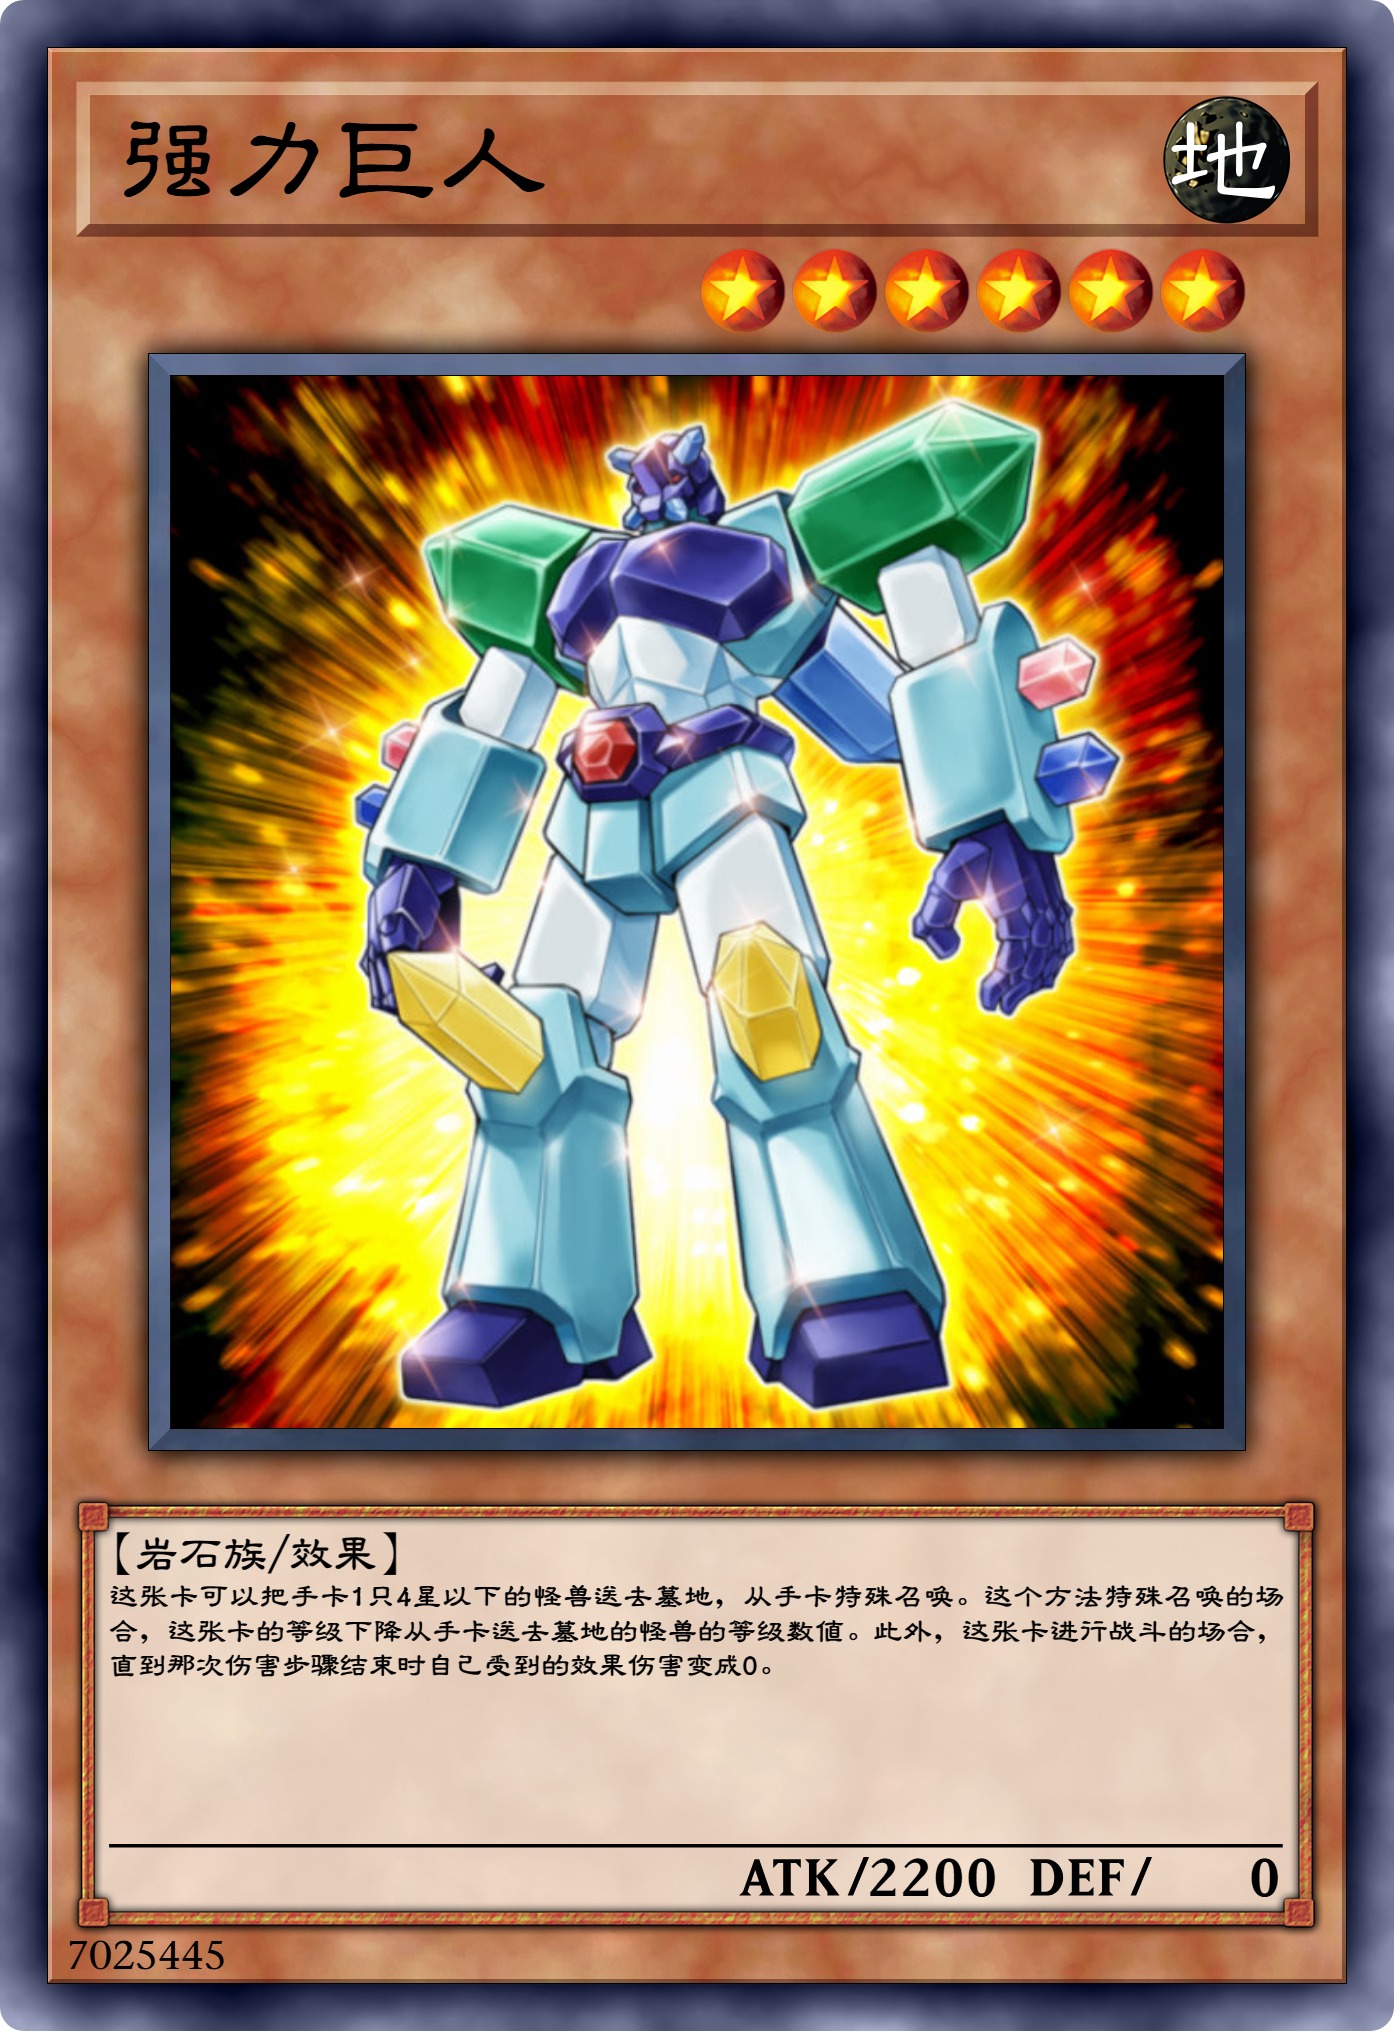 强力巨人
地
【岩石族/效果】
这张卡可以把手卡1只4星以下的怪兽送去墓地，从手卡特殊召唤。这个方法特殊召唤的场
合，这张卡的等级下降从手卡送去墓地的怪兽的等级数值。此外，这张卡进行战斗的场合，
直到那次伤害步骤结束时自己受到的效果伤害变成0。
ATK/2200 DEF/ 0
7025445